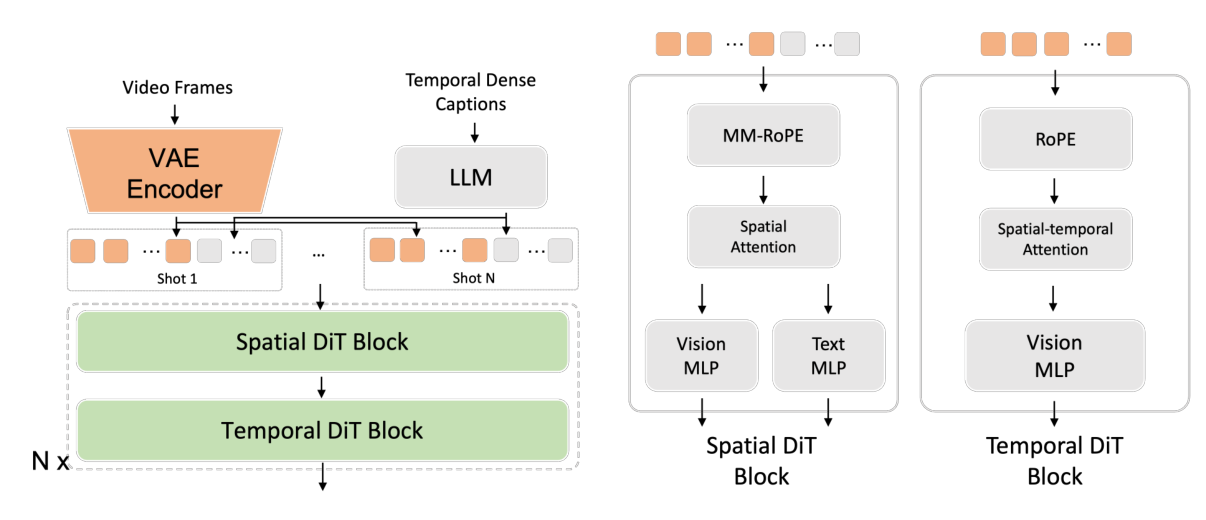 Video Frames
Temporal Dense
Captions
VAE
Encoder
LLM
...
...
...
...
...
Shot 1
Shot N
Spatial DiT Block
Temporal DiT Block
N x
...
...
MM-RoPE
Spatial
Attention
Vision
MLP
Text
MLP
Spatial DiT
Block
...
RoPE
Spatial-temporal
Attention
Vision
MLP
Temporal DiT
Block